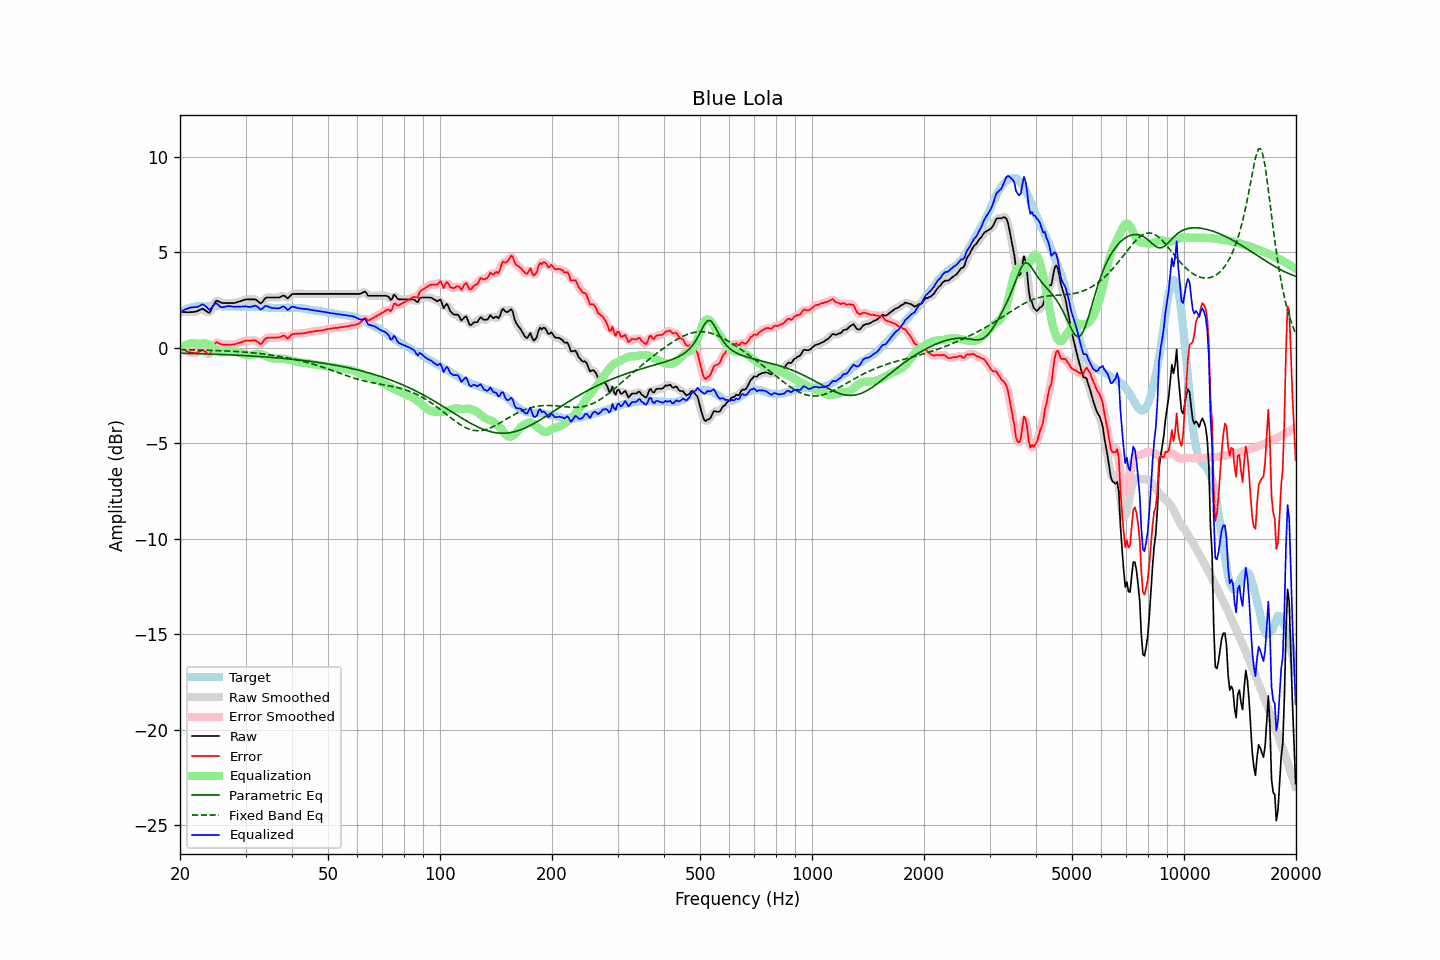 Blue Lola
Amplitude (dBr)
10
5
0
−5
−10
−15
−20
−25
Target
Raw Smoothed
Error Smoothed
Raw
Error
Equalization
Parametric Eq
Fixed Band Eq
Equalized
20 50 100 200 500 1000 2000 5000 10000 20000
Frequency (Hz)